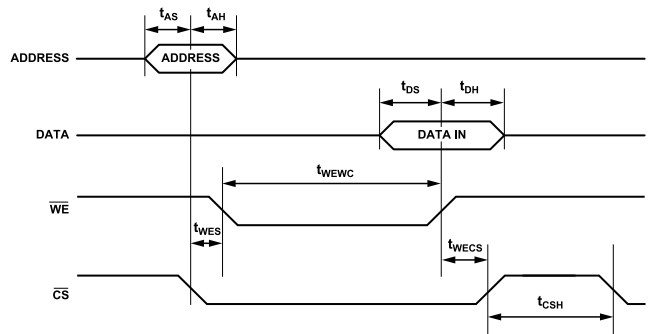 tAS tAH
ADDRESS ADDRESS
tDS tDH
DATA DATA IN
tWEWC
WE
tWES
tWECS
CS
tCSH